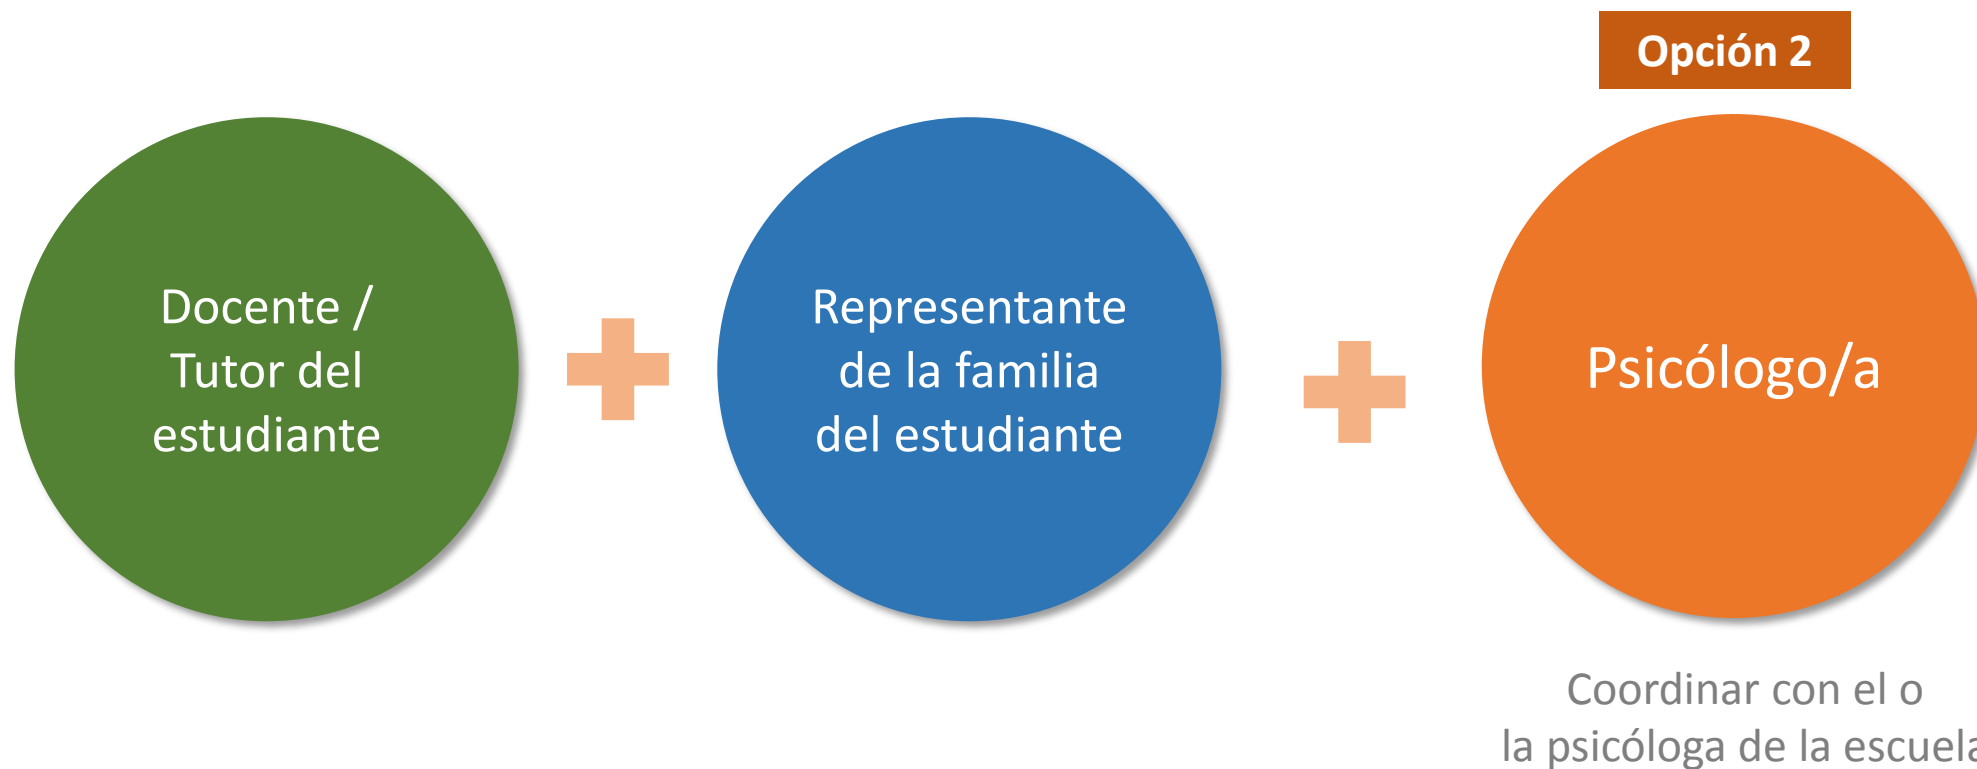 Opción 2
Docente /
Tutor del
estudiante
Representante
de la familia
del estudiante
Psicólogo/a
Coordinar con el o
la psicóloga de la escuela